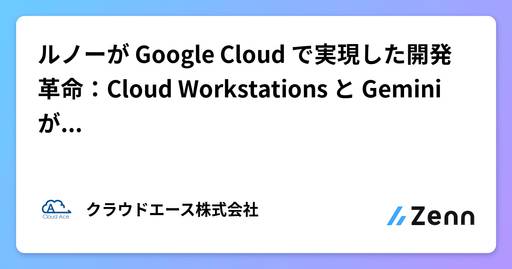 ルノーが Google Cloud で実現した開発
革命：Cloud Workstations と Gemini
が...
A
Cloud Ace
クラウドエース株式会社
Zenn